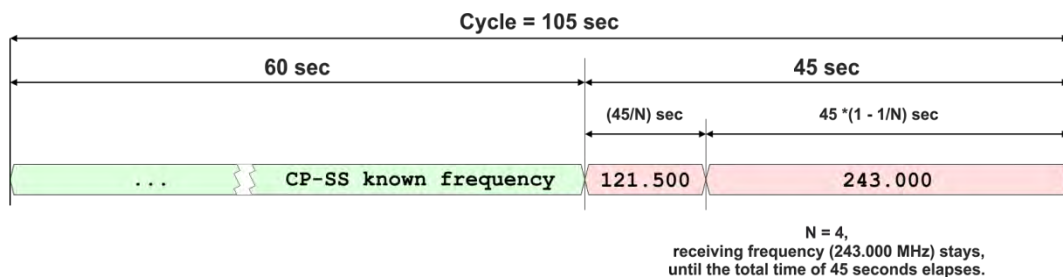 Cycle = 105 sec
60 sec
45 sec
(45/N) sec
45 *(1 - 1/N) sec
...
CP-SS known frequency
121.500
243.000
N = 4,
receiving frequency (243.000 MHz) stays,
until the total time of 45 seconds elapses.